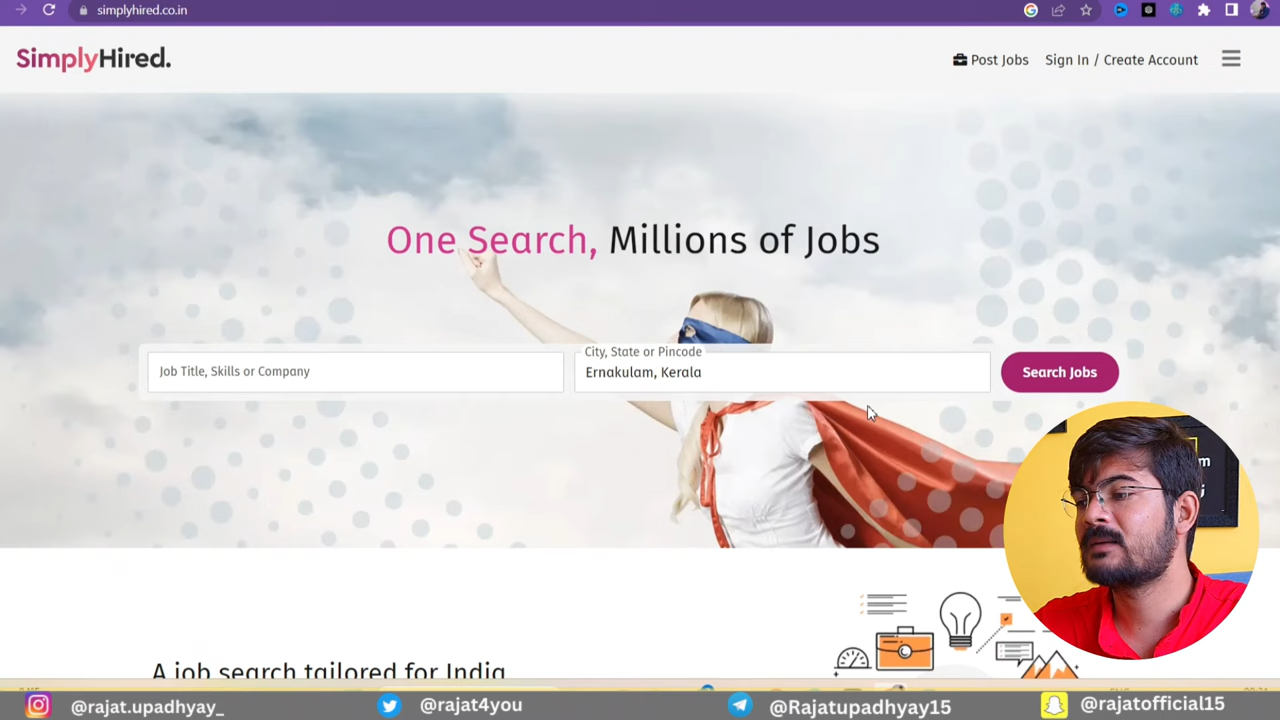 simplyhired.co.in
SimplyHired.
Post Jobs
Sign In / Create Account
One Search, Millions of Jobs
Job Title, Skills or Company
City, State or Pincode
Ernakulam, Kerala
Search Jobs
A job search tailored for India
@rajat.upadhyay_
@rajat4you
@Rajatupadhyay15
@rajatofficial15